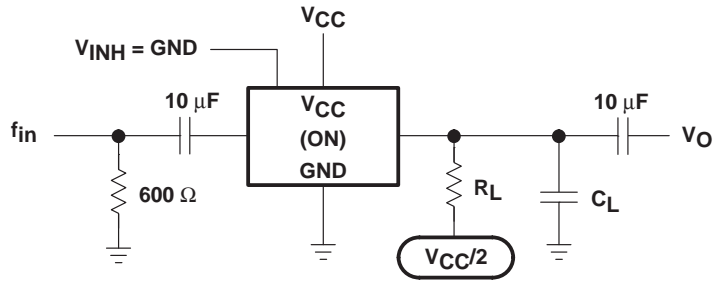 VCC
VINH = GND
10 μF
VCC
10 μF
fin
(ON)
VO
GND
600 Ω
RL
CL
VCC/2